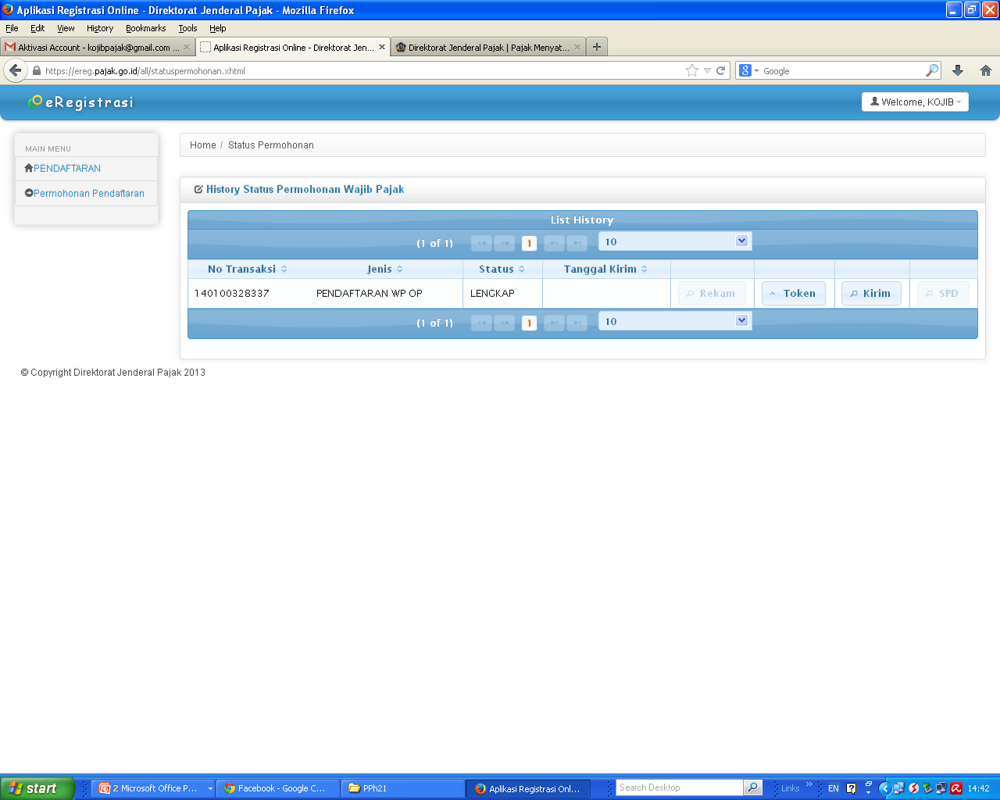 Aplikasi Registrasi Online - Direktorat Jenderal Pajak - Mozilla Firefox
File Edit View History Bookmarks Tools Help
Aktivasi Account - kojibpajak@gmail.com ... Aplikasi Registrasi Online - Direktorat Jen... Direktorat Jenderal Pajak | Pajak Menyat...
https://ereg.pajak.go.id/all/statuspermohonan.xhtml Google
eRegistrasi Welcome, KOJIB
MAIN MENU
PENDAFTARAN
Permohonan Pendaftaran
Home / Status Permohonan
History Status Permohonan Wajib Pajak
List History
(1 of 1) 1 10
No Transaksi Jenis Status Tanggal Kirim
140100328337 PENDAFTARAN WP OP LENGKAP Rekam Token Kirim SPD
(1 of 1) 1 10
© Copyright Direktorat Jenderal Pajak 2013
start 2 Microsoft Office P... Facebook - Google C... PPh21 Aplikasi Registrasi Onl... Search Desktop Links EN 14:42